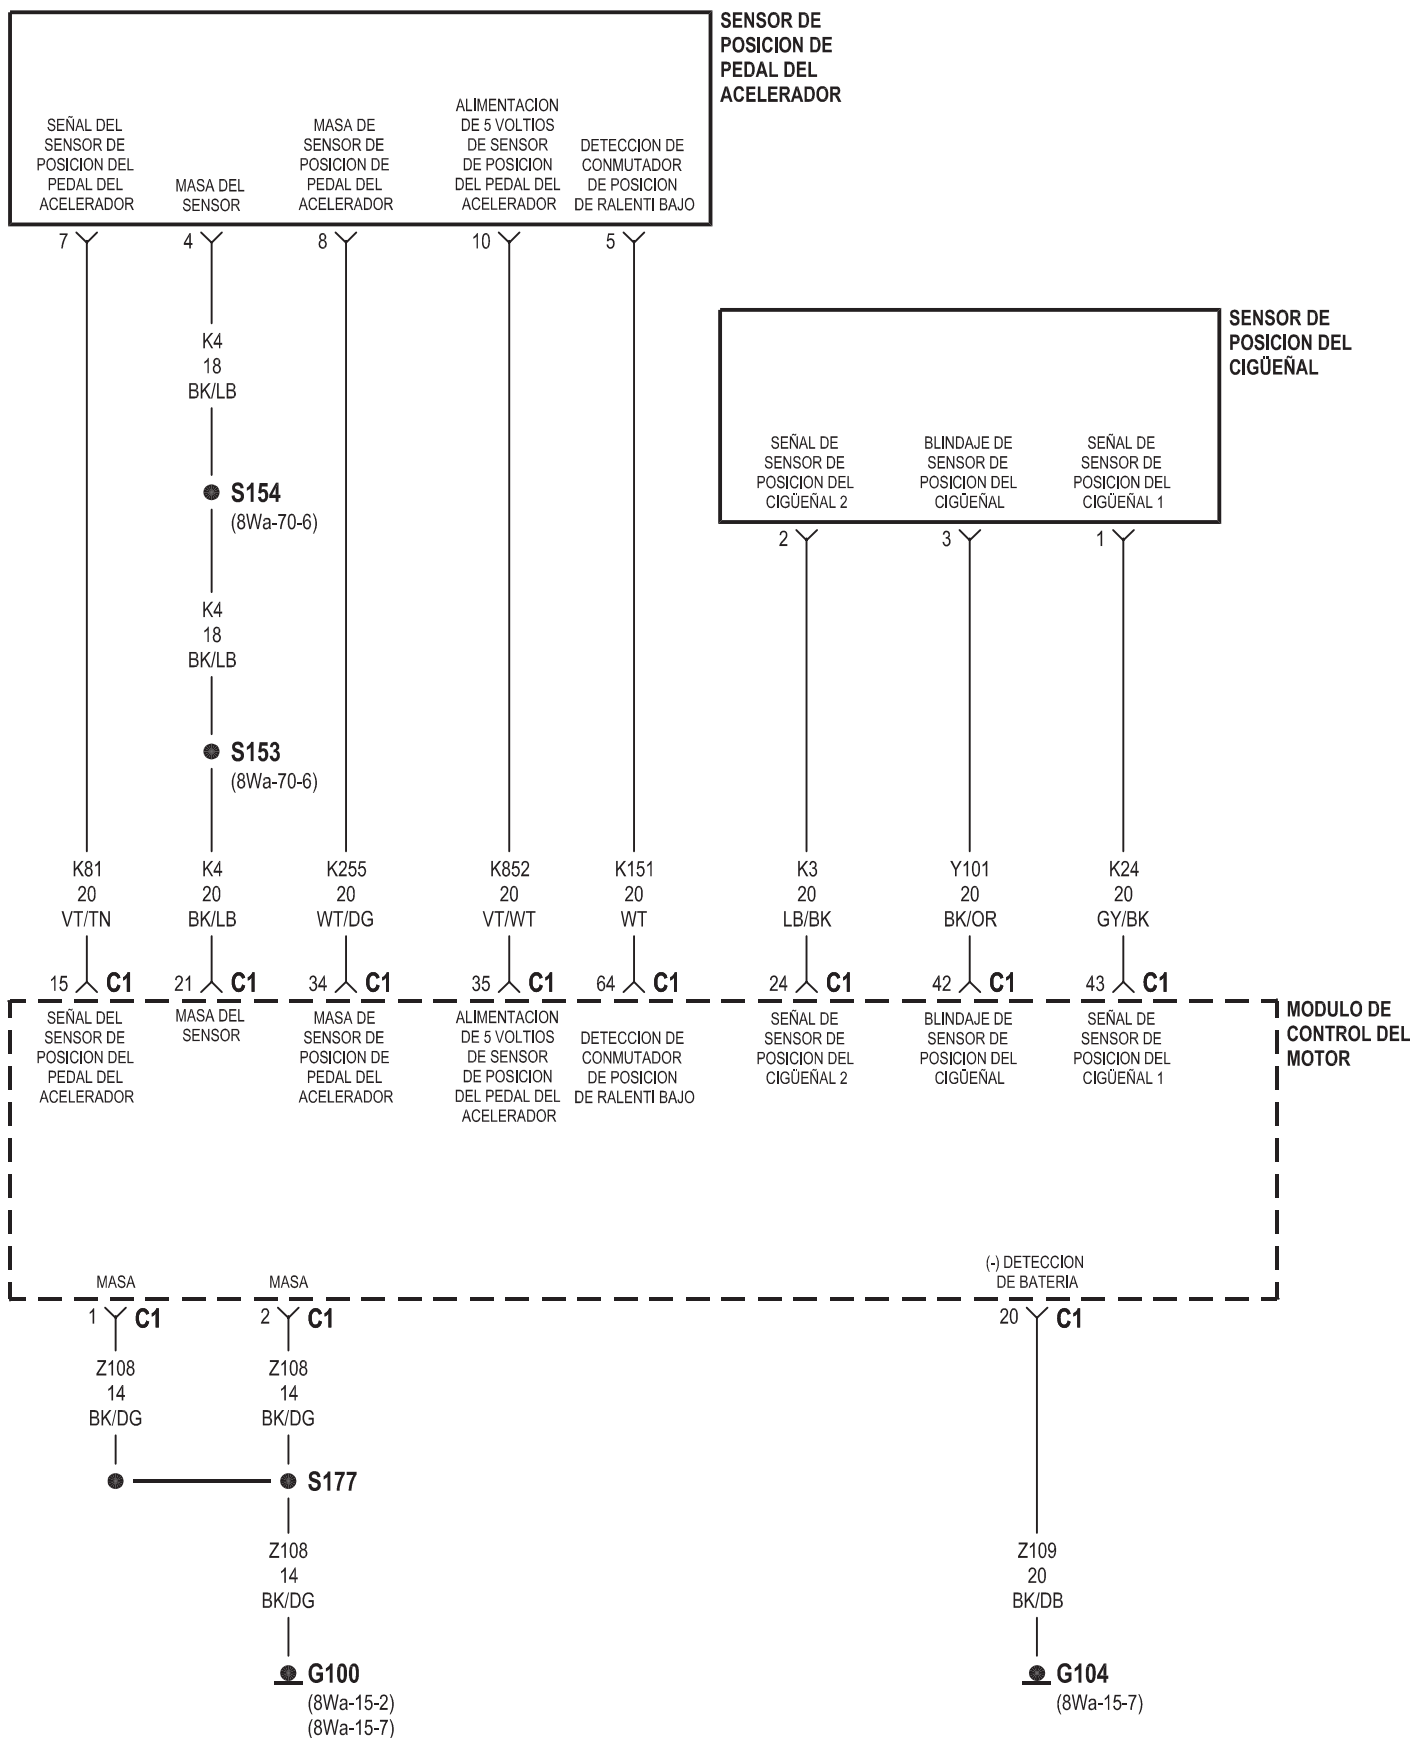 SENSOR DE
POSICION DE
PEDAL DEL
ACELERADOR
SEÑAL DEL
SENSOR DE
POSICION DEL
PEDAL DEL
ACELERADOR
MASA DEL
SENSOR
MASA DE
SENSOR DE
POSICION DE
PEDAL DEL
ACELERADOR
ALIMENTACION
DE 5 VOLTIOS
DE SENSOR
DE POSICION
DEL PEDAL DEL
ACELERADOR
DETECCION DE
CONMUTADOR
DE POSICION
DE RALENTI BAJO
7
4
8
10
5
K4
18
BK/LB
S154
(8Wa-70-6)
K4
18
BK/LB
S153
(8Wa-70-6)
SENSOR DE
POSICION DEL
CIGÜEÑAL
SEÑAL DE
SENSOR DE
POSICION DEL
CIGÜEÑAL 2
BLINDAJE DE
SENSOR DE
POSICION DEL
CIGÜEÑAL
SEÑAL DE
SENSOR DE
POSICION DEL
CIGÜEÑAL 1
2
3
1
K81
20
VT/TN
K4
20
BK/LB
K255
20
WT/DG
K852
20
VT/WT
K151
20
WT
K3
20
LB/BK
Y101
20
BK/OR
K24
20
GY/BK
15 C1
21 C1
34 C1
35 C1
64 C1
24 C1
42 C1
43 C1
MODULO DE
CONTROL DEL
MOTOR
SEÑAL DEL
SENSOR DE
POSICION DEL
PEDAL DEL
ACELERADOR
MASA DEL
SENSOR
MASA DE
SENSOR DE
POSICION DE
PEDAL DEL
ACELERADOR
ALIMENTACION
DE 5 VOLTIOS
DE SENSOR
DE POSICION
DEL PEDAL DEL
ACELERADOR
DETECCION DE
CONMUTADOR
DE POSICION
DE RALENTI BAJO
SEÑAL DE
SENSOR DE
POSICION DEL
CIGÜEÑAL 2
BLINDAJE DE
SENSOR DE
POSICION DEL
CIGÜEÑAL
SEÑAL DE
SENSOR DE
POSICION DEL
CIGÜEÑAL 1
MASA
MASA
(-) DETECCION
DE BATERIA
1 C1
2 C1
20 C1
Z108
14
BK/DG
Z108
14
BK/DG
S177
Z108
14
BK/DG
G100
(8Wa-15-2)
(8Wa-15-7)
Z109
20
BK/DB
G104
(8Wa-15-7)